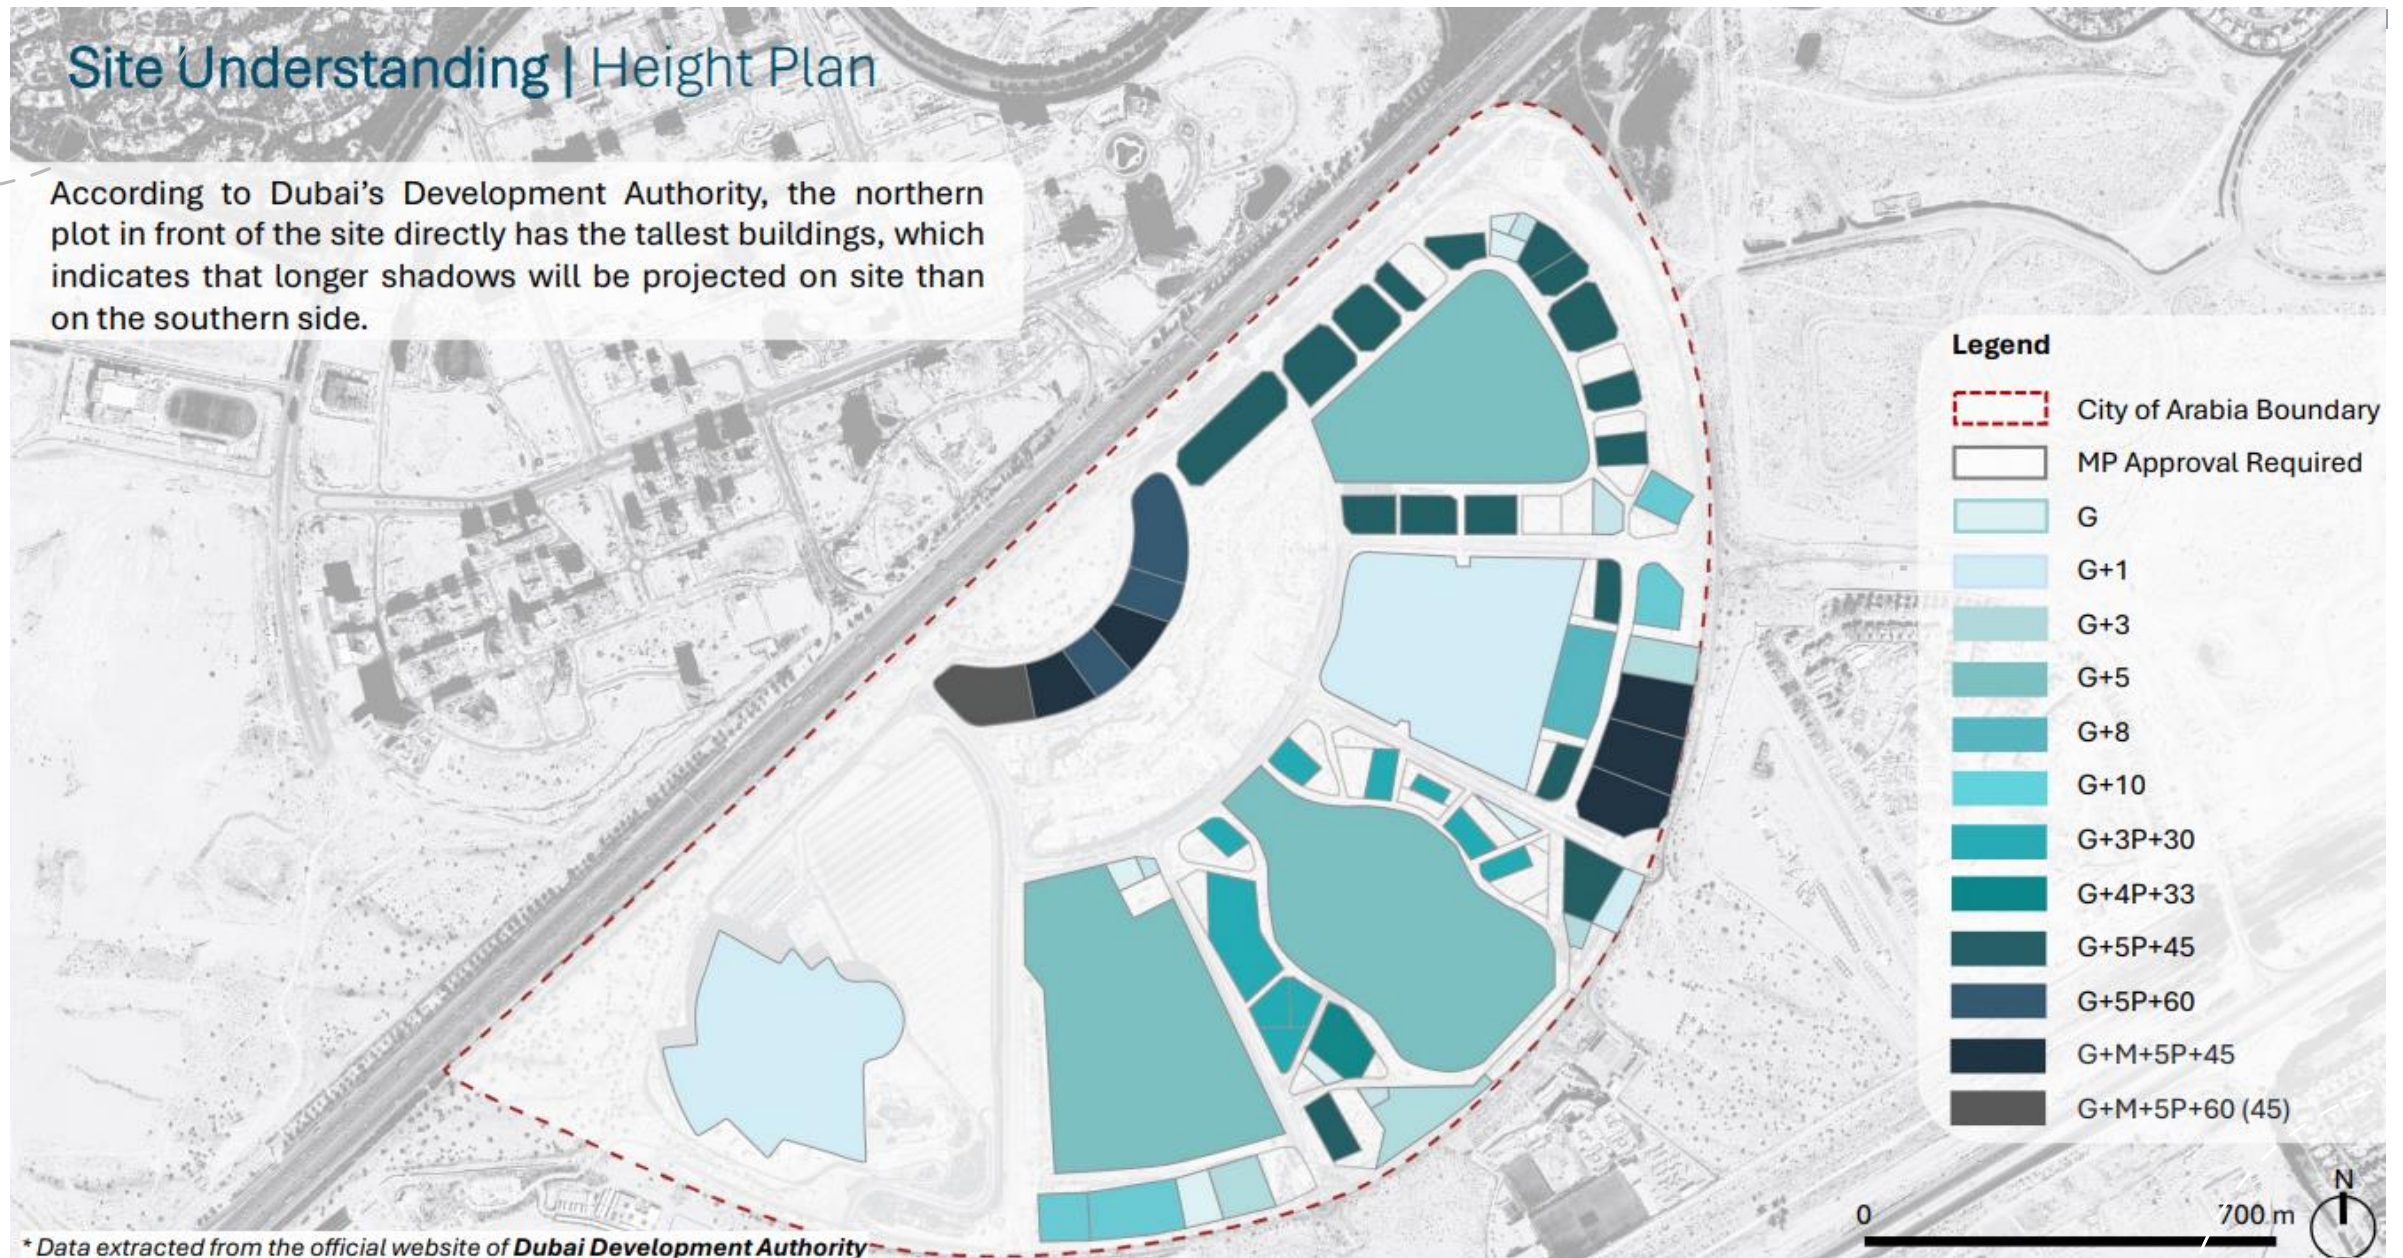 Site Understanding | Height Plan
According to Dubai's Development Authority, the northern
plot in front of the site directly has the tallest buildings, which
indicates that longer shadows will be projected on site than
on the southern side.
Legend
City of Arabia Boundary
MP Approval Required
G
G+1
G+3
G+5
G+8
G+10
G+3P+30
G+4P+33
G+5P+45
G+5P+60
G+M+5P+45
G+M+5P+60 (45)
N
0 700 m
* Data extracted from the official website of Dubai Development Authority